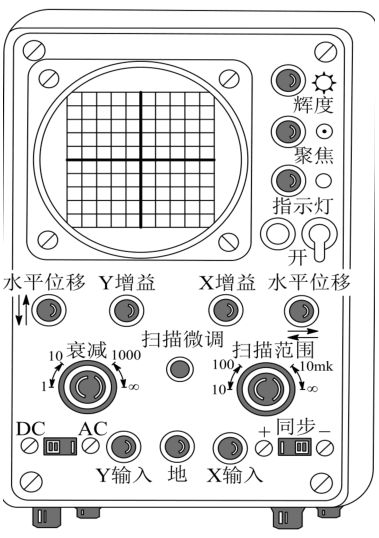 辉度
聚焦
指示灯
开
水平位移 Y增益 X增益 水平位移
扫描微调
衰减 扫描范围
10 1000 100 10mk
1 ∞ 10 ∞
DC AC + 同步 −
Y输入 地 X输入